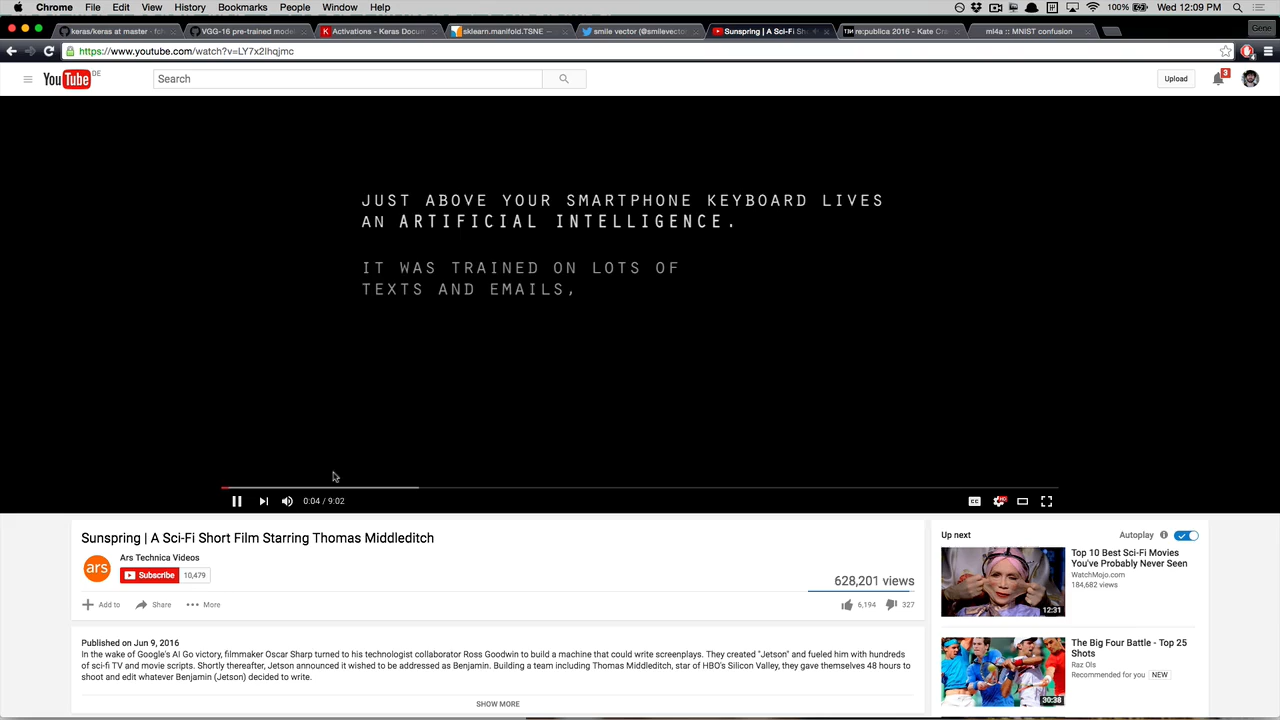 Chrome File Edit View History Bookmarks People Window Help
100% Wed 12:09 PM
keras/keras at master · fch
VGG-16 pre-trained model
Activations - Keras Docum
sklearn.manifold.TSNE —
smile vector (@smilevector
Sunspring | A Sci-Fi Sh
re:publica 2016 - Kate Cra
ml4a :: MNIST confusion
Gene
https://www.youtube.com/watch?v=LY7x2Ihqjmc
YouTube DE
Search
Upload
3
JUST ABOVE YOUR SMARTPHONE KEYBOARD LIVES
AN ARTIFICIAL INTELLIGENCE.
IT WAS TRAINED ON LOTS OF
TEXTS AND EMAILS,
0:04 / 9:02
CC
HD
Sunspring | A Sci-Fi Short Film Starring Thomas Middleditch
ars
Ars Technica Videos
Subscribe 10,479
628,201 views
Add to Share More
6,194 327
Published on Jun 9, 2016
In the wake of Google's AI Go victory, filmmaker Oscar Sharp turned to his technologist collaborator Ross Goodwin to build a machine that could write screenplays. They created "Jetson" and fueled him with hundreds
of sci-fi TV and movie scripts. Shortly thereafter, Jetson announced it wished to be addressed as Benjamin. Building a team including Thomas Middleditch, star of HBO's Silicon Valley, they gave themselves 48 hours to
shoot and edit whatever Benjamin (Jetson) decided to write.
SHOW MORE
Up next
Autoplay
Top 10 Best Sci-Fi Movies
You've Probably Never Seen
WatchMojo.com
184,682 views
12:31
The Big Four Battle - Top 25
Shots
Raz Ols
Recommended for you NEW
30:38